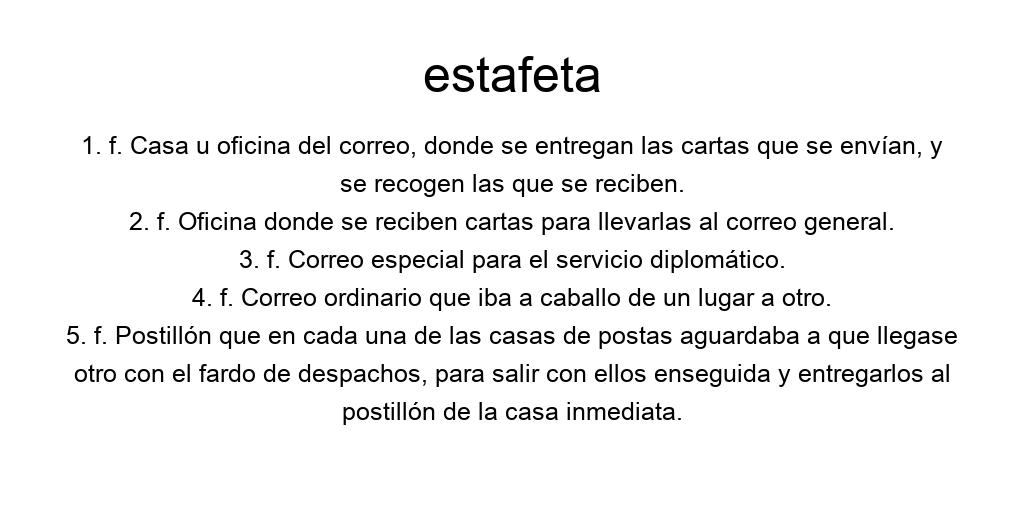 estafeta
1. f. Casa u oficina del correo, donde se entregan las cartas que se envían, y
se recogen las que se reciben.
2. f. Oficina donde se reciben cartas para llevarlas al correo general.
3. f. Correo especial para el servicio diplomático.
4. f. Correo ordinario que iba a caballo de un lugar a otro.
5. f. Postillón que en cada una de las casas de postas aguardaba a que llegase
otro con el fardo de despachos, para salir con ellos enseguida y entregarlos al
postillón de la casa inmediata.